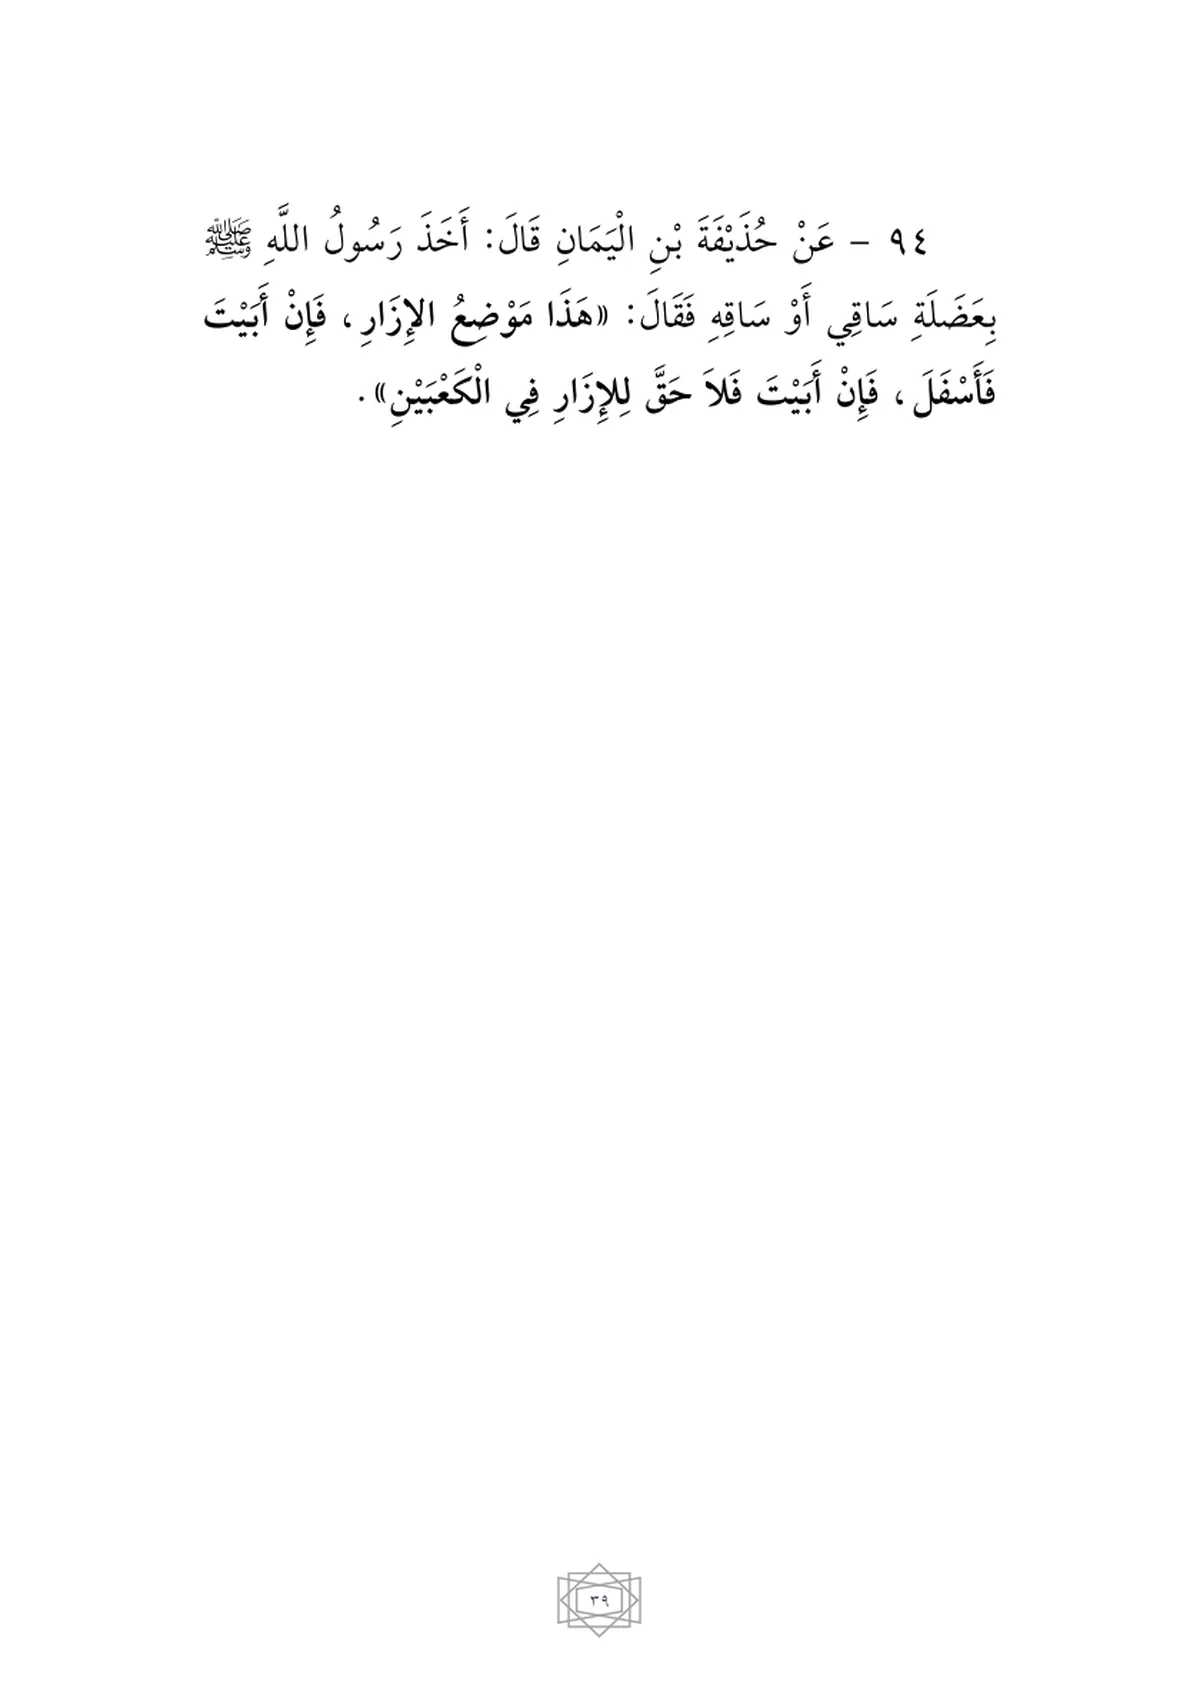 ٩٤ – عَنْ حُذَيْفَةَ بْنِ الْيَمَانِ قَالَ: أَخَذَ رَسُولُ اللَّهِ ﷺ
بِعَضَلَةِ سَاقِي أَوْ سَاقِهِ فَقَالَ: «هَذَا مَوْضِعُ الإِزَارِ، فَإِنْ أَبَيْتَ
فَأَسْفَلَ، فَإِنْ أَبَيْتَ فَلاَ حَقَّ لِلإِزَارِ فِي الْكَعْبَيْنِ».
٣٩